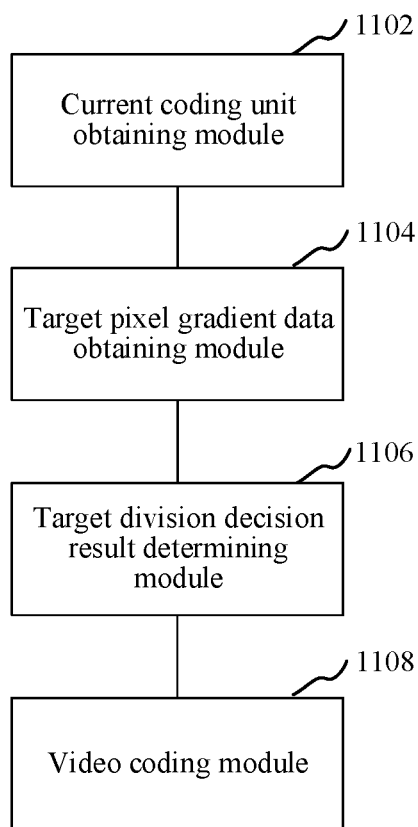 1102
Current coding unit
obtaining module
1104
Target pixel gradient data
obtaining module
1106
Target division decision
result determining
module
1108
Video coding module